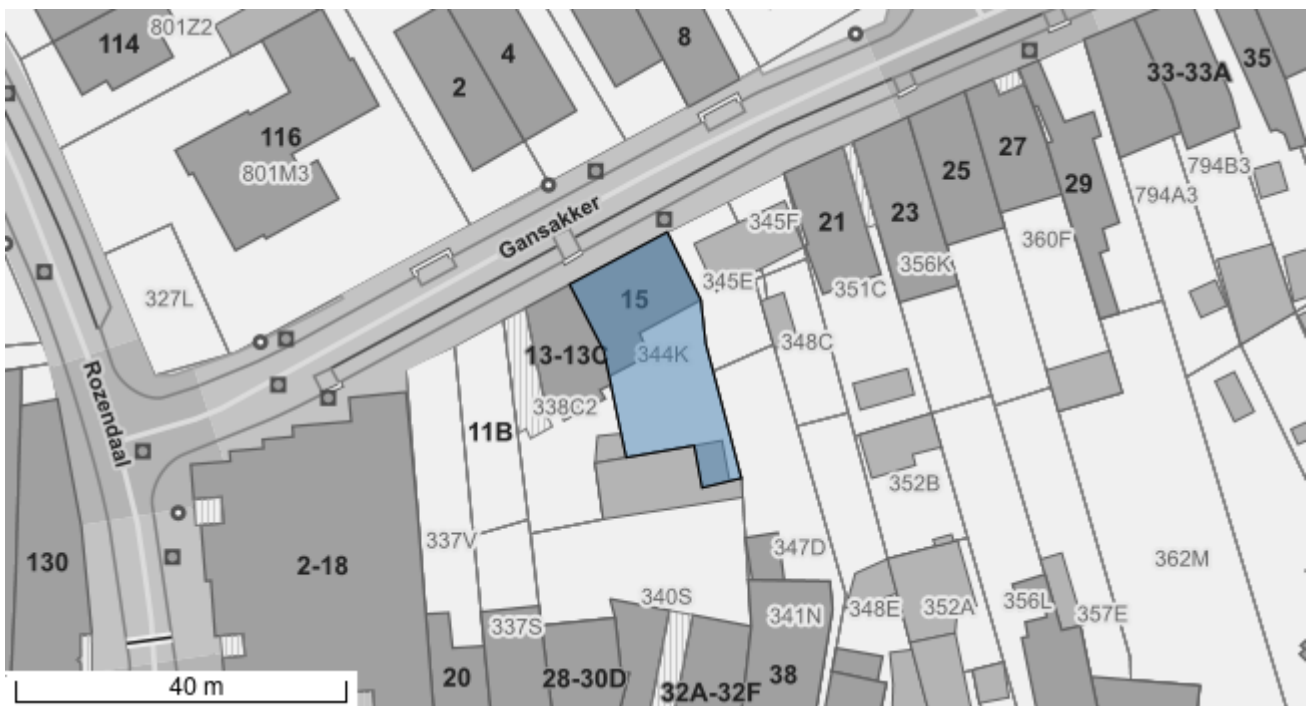 801Z2
114
4
8
2
33-33A
35
116
801M3
27
25
794B3
29
794A3
Gansakker
345F
21
23
360F
356K
345E
351C
327L
15
348C
13-13C
344K
Rozendaal
338C2
11B
352B
337V
347D
130
2-18
362M
340S
348E
352A
356L
357E
341N
337S
20
28-30D
38
32A-32F
40 m